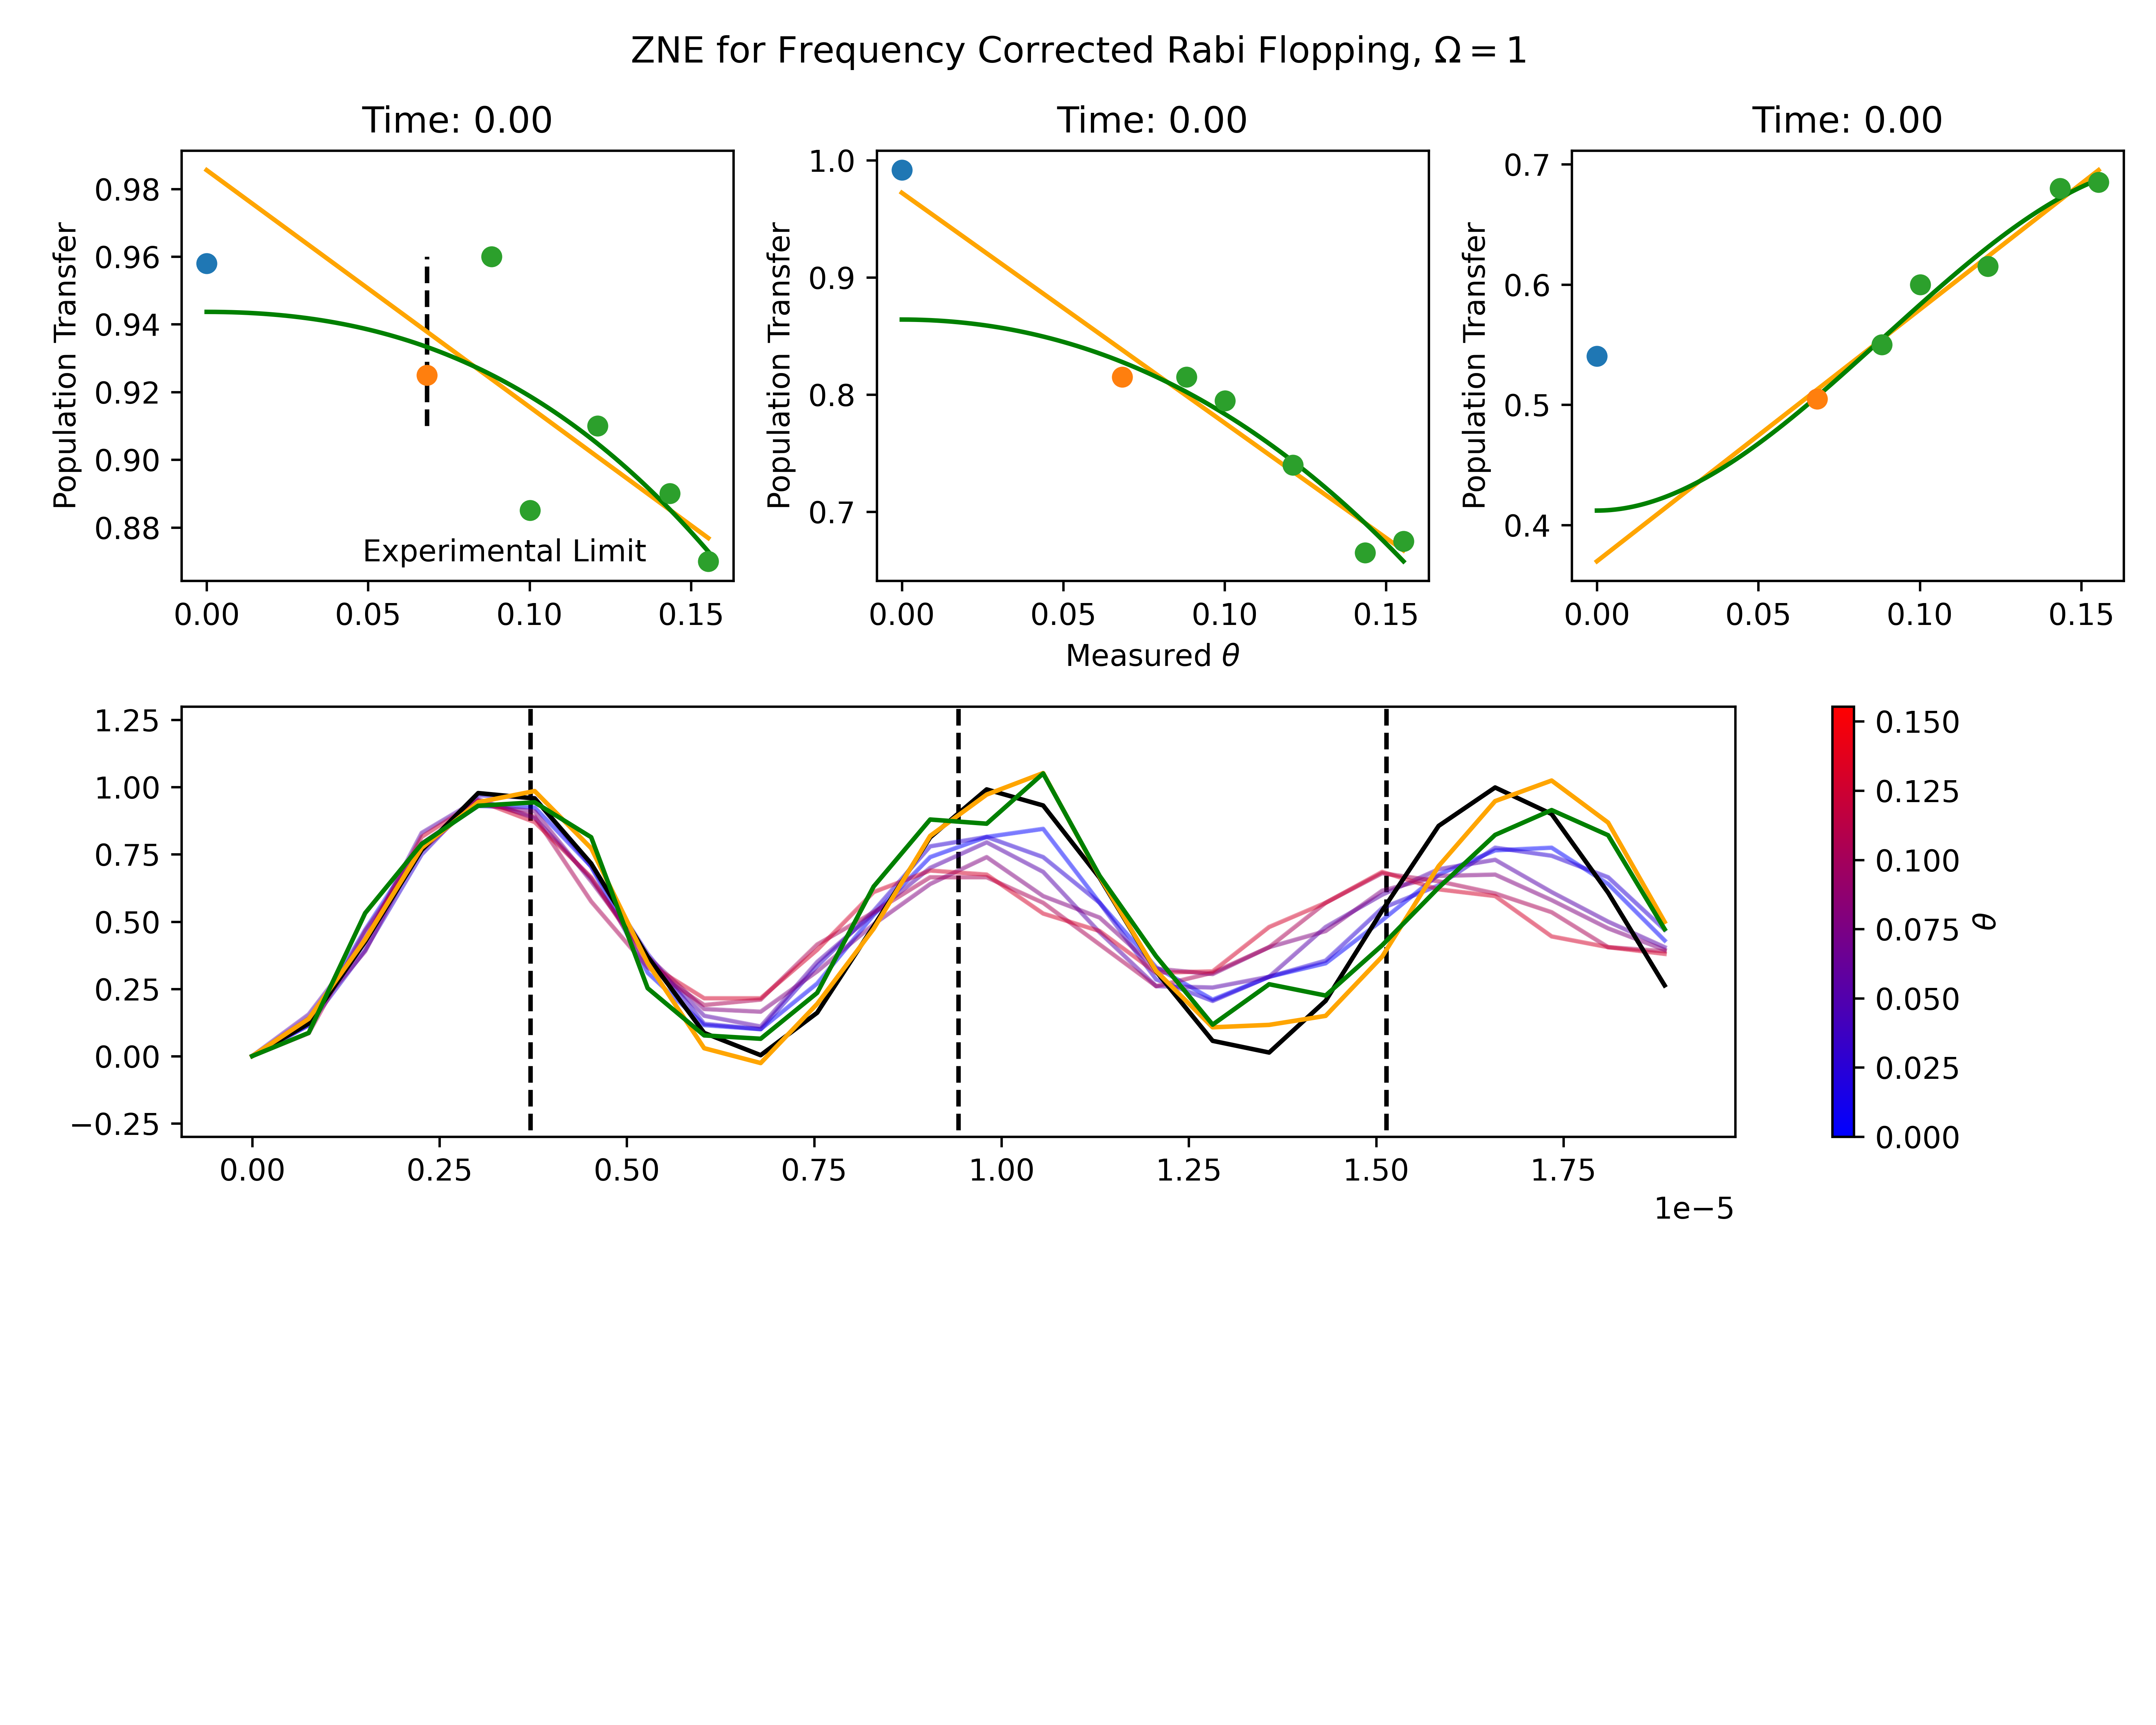 ZNE for Frequency Corrected Rabi Flopping, Ω = 1
Time: 0.00
Time: 0.00
Time: 0.00
Population Transfer
0.98
0.96
0.94
0.92
0.90
0.88
Experimental Limit
0.00 0.05 0.10 0.15
Population Transfer
1.0
0.9
0.8
0.7
0.00 0.05 0.10 0.15
Measured θ
Population Transfer
0.7
0.6
0.5
0.4
0.00 0.05 0.10 0.15
1.25
1.00
0.75
0.50
0.25
0.00
−0.25
0.00 0.25 0.50 0.75 1.00 1.25 1.50 1.75
1e−5
0.150
0.125
0.100
0.075
0.050
0.025
0.000
θ